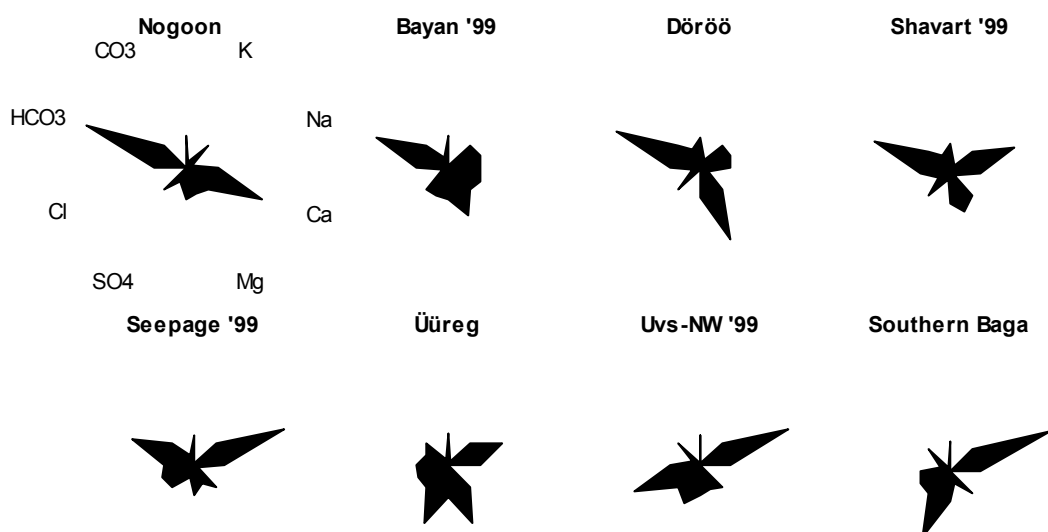 Nogoon Bayan '99 Döröö Shavart '99
CO3 K
HCO3 Na
Cl Ca
SO4 Mg
Seepage '99 Üüreg Uvs-NW '99 Southern Baga